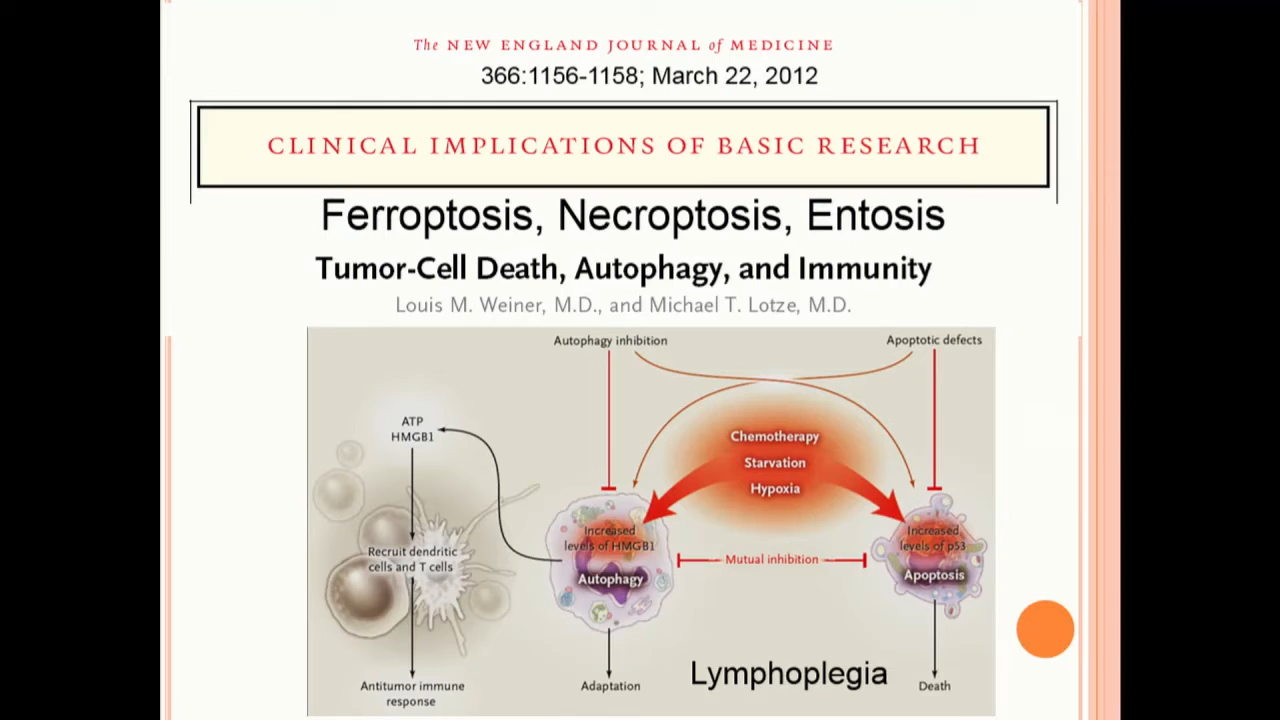 The NEW ENGLAND JOURNAL of MEDICINE
366:1156-1158; March 22, 2012
CLINICAL IMPLICATIONS OF BASIC RESEARCH
Ferroptosis, Necroptosis, Entosis
Tumor-Cell Death, Autophagy, and Immunity
Louis M. Weiner, M.D., and Michael T. Lotze, M.D.
Autophagy inhibition
Apoptotic defects
ATP
HMGB1
Chemotherapy
Starvation
Hypoxia
Recruit dendritic
cells and T cells
Increased
levels of HMGB1
Autophagy
Mutual inhibition
Increased
levels of p53
Apoptosis
Antitumor immune
response
Adaptation
Lymphoplegia
Death